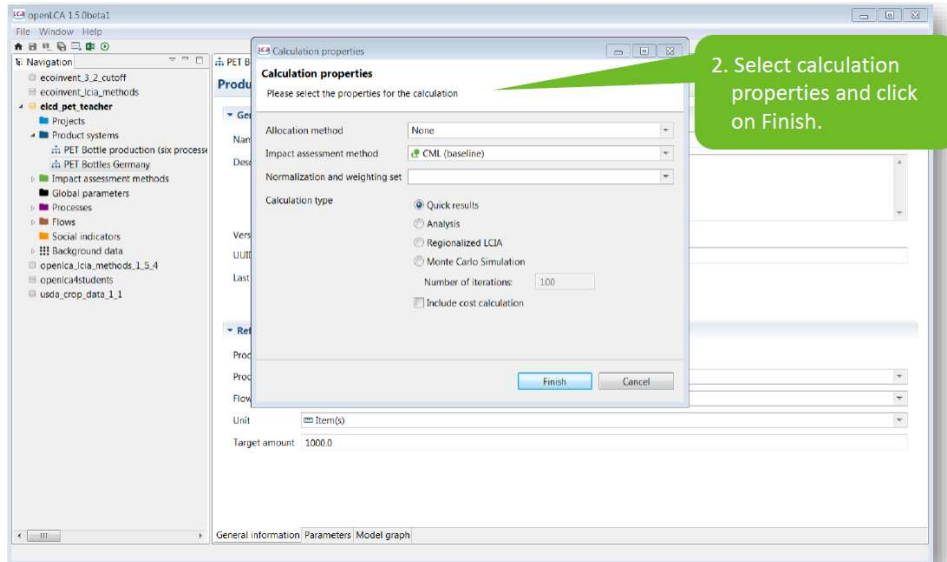 openLCA 1.5.0beta1
File Window Help
Navigation
ecoinvent_3_2_cutoff
ecoinvent_lcia_methods
elcd_pet_teacher
Projects
Product systems
PET Bottle production (six processe
PET Bottles Germany
Impact assessment methods
Global parameters
Processes
Flows
Social indicators
Background data
openlca_lcia_methods_1_5_4
openlca4students
usda_crop_data_1_1
PET B
Produ
Ge
Nam
Desc
Vers
UUID
Last
Ref
Proc
Proc
Flow
Unit
Item(s)
Target amount 1000.0
General information Parameters Model graph
Calculation properties
Calculation properties
Please select the properties for the calculation
Allocation method None
Impact assessment method CML (baseline)
Normalization and weighting set
Calculation type
Quick results
Analysis
Regionalized LCIA
Monte Carlo Simulation
Number of iterations: 100
Include cost calculation
Finish Cancel
2. Select calculation
properties and click
on Finish.